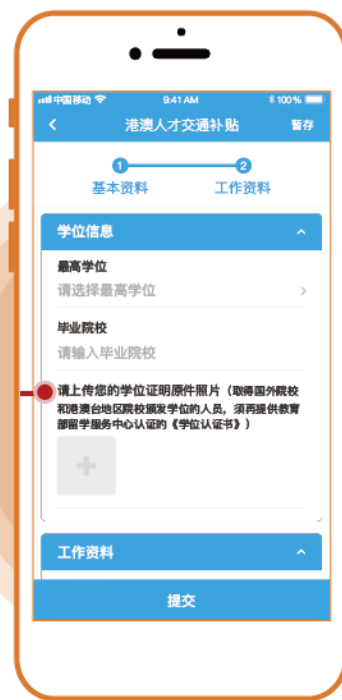 中国移动 9:41 AM 100%
港澳人才交通补贴 暂存
1 2
基本资料 工作资料
学位信息
最高学位
请选择最高学位
毕业院校
请输入毕业院校
请上传您的学位证明原件照片（取得国外院校
和港澳台地区院校颁发学位的人员，须再提供教育
部留学服务中心认证的《学位认证书》）
工作资料
提交